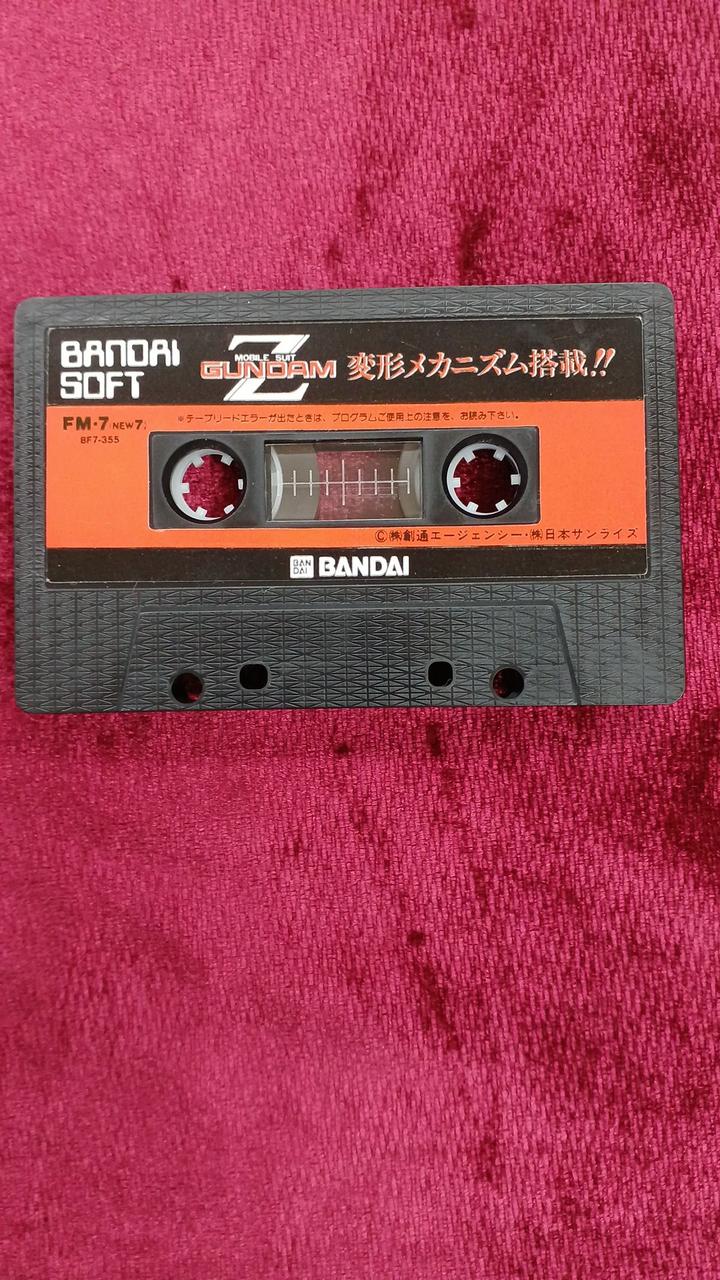 BANDAI
SOFT
MOBILE SUIT
Z GUNDAM
変形メカニズム搭載!!
FM・7(NEW7)
BF7-355
※テープリードエラーが出たときは、プログラムご使用上の注意を、お読み下さい。
Ⓒ㈱創通エージェンシー・㈱日本サンライズ
BAN
DAI
BANDAI